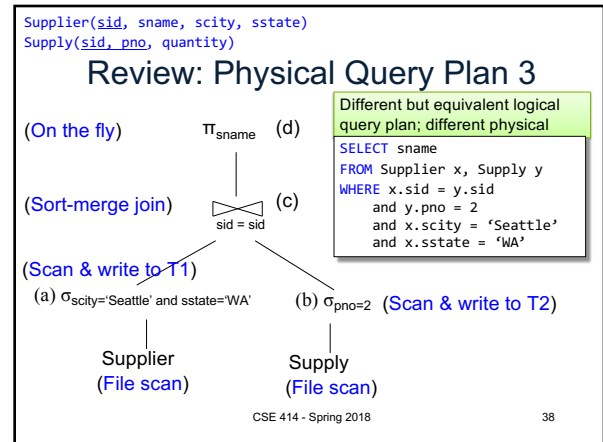 Supplier(sid, sname, scity, sstate)
Supply(sid, pno, quantity)
Review: Physical Query Plan 3
Different but equivalent logical
query plan; different physical
SELECT sname
FROM Supplier x, Supply y
WHERE x.sid = y.sid
and y.pno = 2
and x.scity = ‘Seattle’
and x.sstate = ‘WA’
(On the fly) πsname (d)
(Sort-merge join) (c)
sid = sid
(Scan & write to T1)
(a) σscity=‘Seattle’ and sstate=‘WA’ (b) σpno=2 (Scan & write to T2)
Supplier Supply
(File scan) (File scan)
CSE 414 - Spring 2018 38